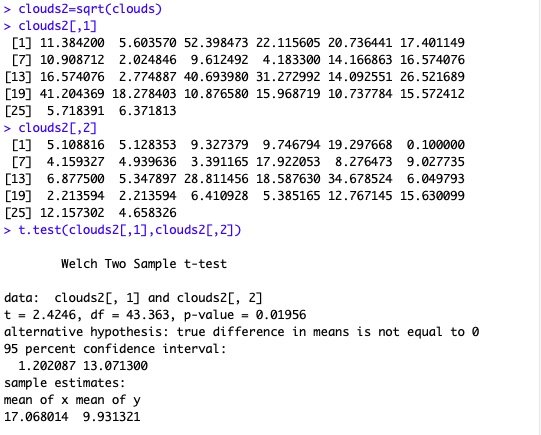 > clouds2=sqrt(clouds)
> clouds2[,1]
[1] 11.384200 5.603570 52.398473 22.115605 20.736441 17.401149
[7] 10.908712 2.024846 9.612492 4.183300 14.166863 16.574076
[13] 16.574076 2.774887 40.693980 31.272992 14.092551 26.521689
[19] 41.204369 18.278403 10.876580 15.968719 10.737784 15.572412
[25] 5.718391 6.371813
> clouds2[,2]
[1] 5.108816 5.128353 9.327379 9.746794 19.297668 0.100000
[7] 4.159327 4.939636 3.391165 17.922053 8.276473 9.027735
[13] 6.877500 5.347897 28.811456 18.587630 34.678524 6.049793
[19] 2.213594 2.213594 6.410928 5.385165 12.767145 15.630099
[25] 12.157302 4.658326
> t.test(clouds2[,1],clouds2[,2])
Welch Two Sample t-test
data: clouds2[, 1] and clouds2[, 2]
t = 2.4246, df = 43.363, p-value = 0.01956
alternative hypothesis: true difference in means is not equal to 0
95 percent confidence interval:
1.202087 13.071300
sample estimates:
mean of x mean of y
17.068014 9.931321